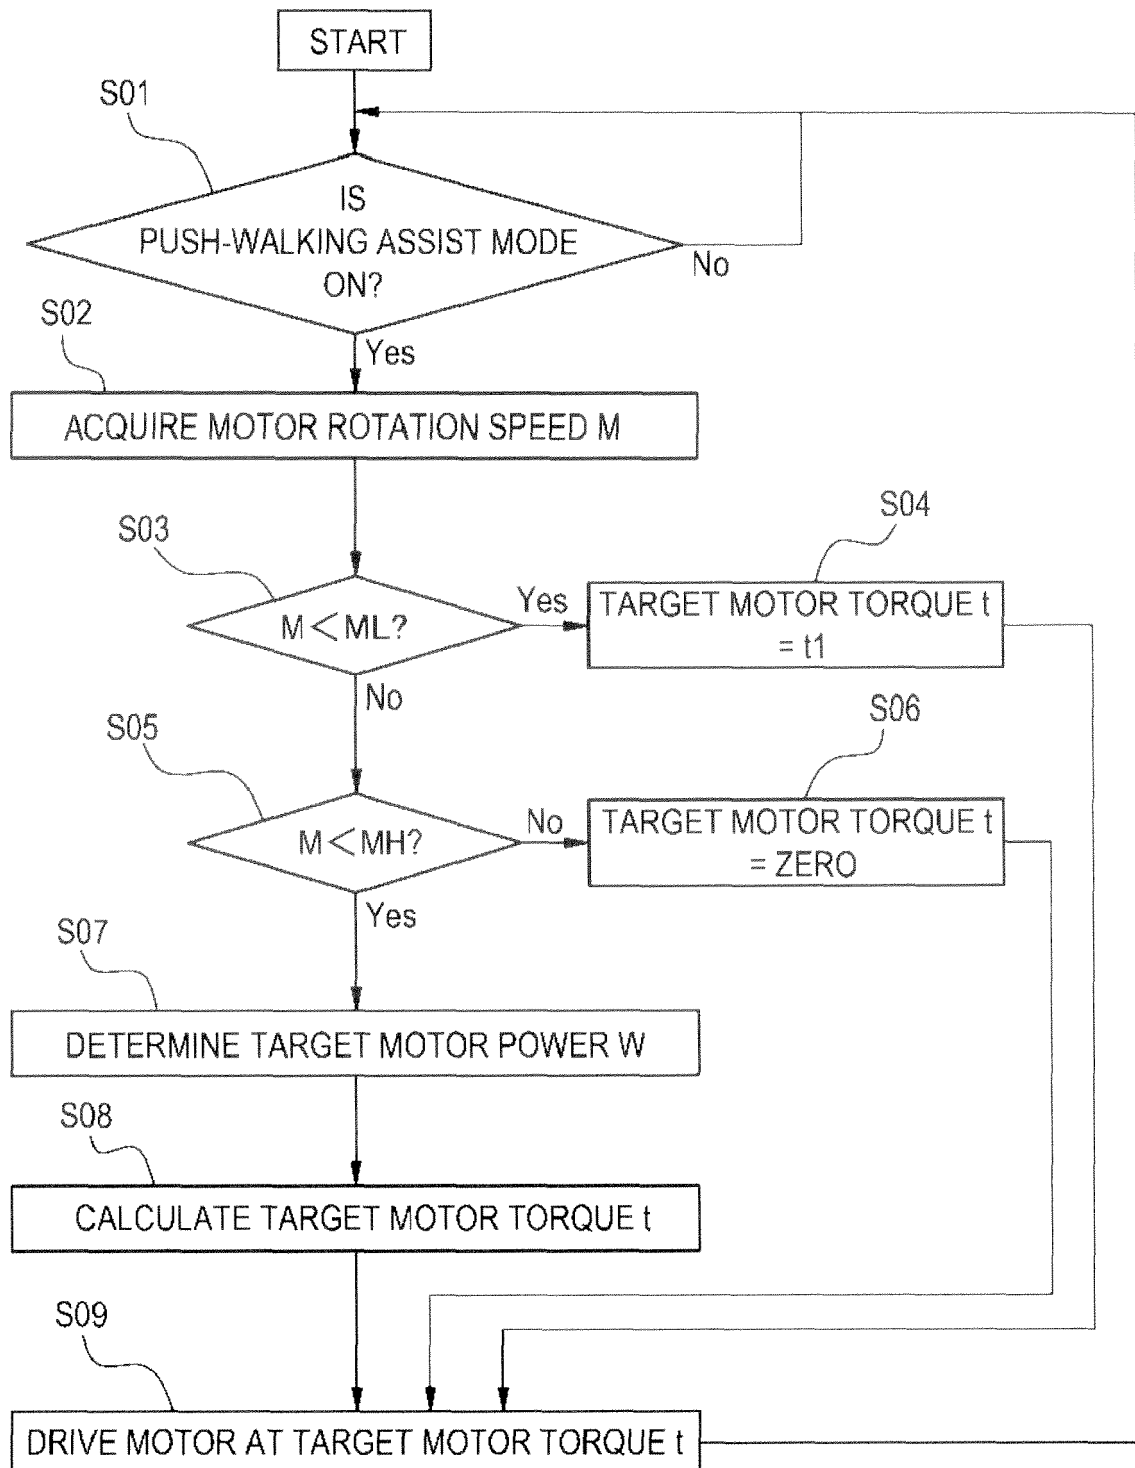 START
S01
IS
PUSH-WALKING ASSIST MODE
ON?
No
S02
Yes
ACQUIRE MOTOR ROTATION SPEED M
S03
S04
M<ML?
Yes
TARGET MOTOR TORQUE t
= t1
No
S05
S06
M<MH?
No
TARGET MOTOR TORQUE t
= ZERO
Yes
S07
DETERMINE TARGET MOTOR POWER W
S08
CALCULATE TARGET MOTOR TORQUE t
S09
DRIVE MOTOR AT TARGET MOTOR TORQUE t